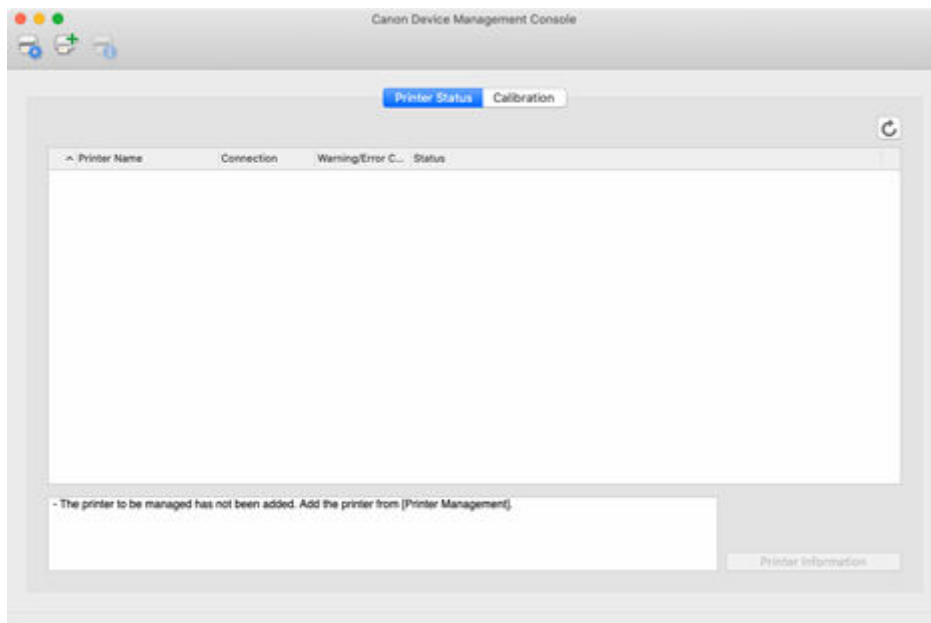 Canon Device Management Console
Printer Status Calibration
Printer Name Connection Warning/Error C... Status
- The printer to be managed has not been added. Add the printer from [Printer Management].
Printer Information